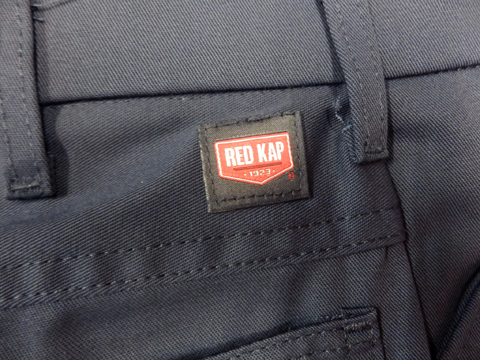 RED KAP
·1923·
®